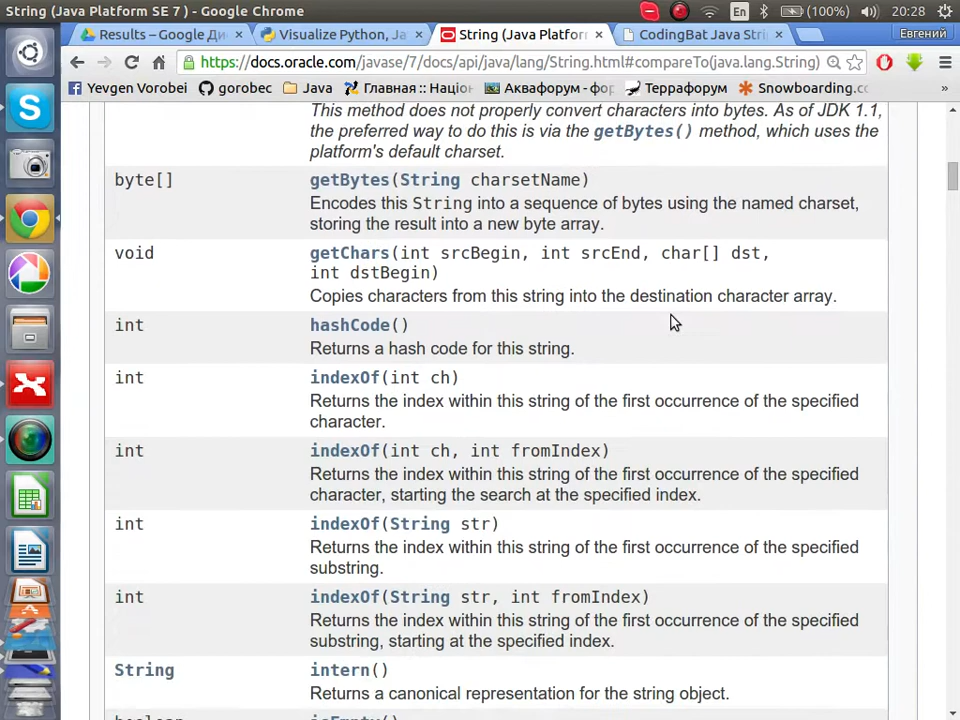 String (Java Platform SE 7 ) - Google Chrome
En
(100%)
20:28
Results – Google Ди
Visualize Python, Ja
String (Java Platforr
CodingBat Java Stri
Евгений
https://docs.oracle.com/javase/7/docs/api/java/lang/String.html#compareTo(java.lang.String)
Yevgen Vorobei
gorobec
Java
Главная :: Націо
Аквафорум - фор
Террафорум
Snowboarding.co
»
This method does not properly convert characters into bytes. As of JDK 1.1,
the preferred way to do this is via the getBytes() method, which uses the
platform's default charset.
byte[] getBytes(String charsetName)
Encodes this String into a sequence of bytes using the named charset,
storing the result into a new byte array.
void getChars(int srcBegin, int srcEnd, char[] dst,
int dstBegin)
Copies characters from this string into the destination character array.
int hashCode()
Returns a hash code for this string.
int indexOf(int ch)
Returns the index within this string of the first occurrence of the specified
character.
int indexOf(int ch, int fromIndex)
Returns the index within this string of the first occurrence of the specified
character, starting the search at the specified index.
int indexOf(String str)
Returns the index within this string of the first occurrence of the specified
substring.
int indexOf(String str, int fromIndex)
Returns the index within this string of the first occurrence of the specified
substring, starting at the specified index.
String intern()
Returns a canonical representation for the string object.
boolean isEmpty()